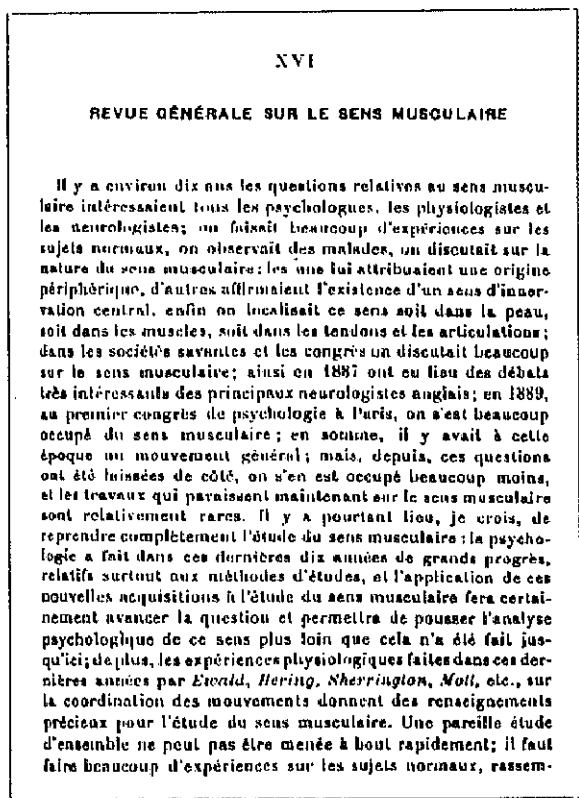 XVI
REVUE GÉNÉRALE SUR LE SENS MUSCULAIRE
Il y a environ dix ans les questions relatives au sens muscu-
laire intéressaient tous les psychologues, les physiologistes et
les neurologistes; on faisait beaucoup d'expériences sur les
sujets normaux, on observait des malades, on discutait sur la
nature du sens musculaire; les uns lui attribuaient une origine
périphérique, d'autres affirmaient l'existence d'un sens d'inner-
vation central, enfin on localisait ce sens soit dans la peau,
soit dans les muscles, soit dans les tendons et les articulations;
dans les sociétés savantes et les congrès on discutait beaucoup
sur le sens musculaire; ainsi en 1887 ont eu lieu des débats
très intéressants des principaux neurologistes anglais; en 1889,
au premier congrès de psychologie à Paris, on s'est beaucoup
occupé du sens musculaire; en somme, il y avait à cette
époque un mouvement général; mais, depuis, ces questions
ont été laissées de côté, on s'en est occupé beaucoup moins,
et les travaux qui paraissent maintenant sur le sens musculaire
sont relativement rares. Il y a pourtant lieu, je crois, de
reprendre complètement l'étude du sens musculaire; la psycho-
logie a fait dans ces dernières dix années de grands progrès,
relatifs surtout aux méthodes d'études, et l'application de ces
nouvelles acquisitions à l'étude du sens musculaire fera certai-
nement avancer la question et permettra de pousser l'analyse
psychologique de ce sens plus loin que cela n'a été fait jus-
qu'ici; de plus, les expériences physiologiques faites dans ces der-
nières années par Ewald, Hering, Sherrington, Mott, etc., sur
la coordination des mouvements donnent des renseignements
précieux pour l'étude du sens musculaire. Une pareille étude
d'ensemble ne peut pas être menée à bout rapidement; il faut
faire beaucoup d'expériences sur les sujets normaux, rassem-